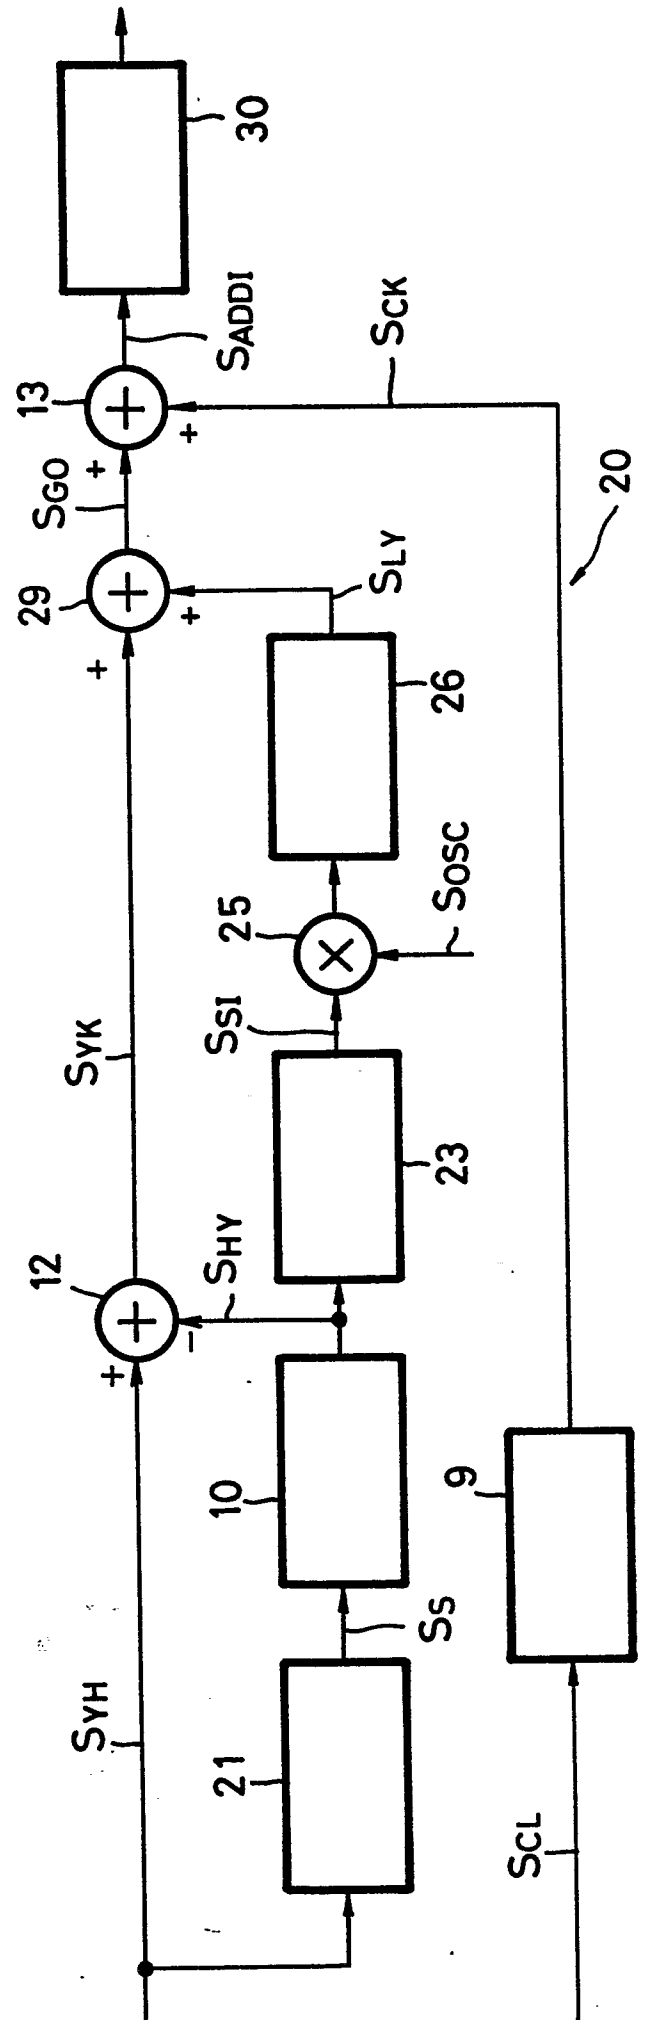 30
SADDI
13
+
+
SCK
SGO
20
29
+
+
SLY
26
25
SOSC
SSI
SYK
23
12
SHY
+
−
10
9
SS
SYH
21
SCL